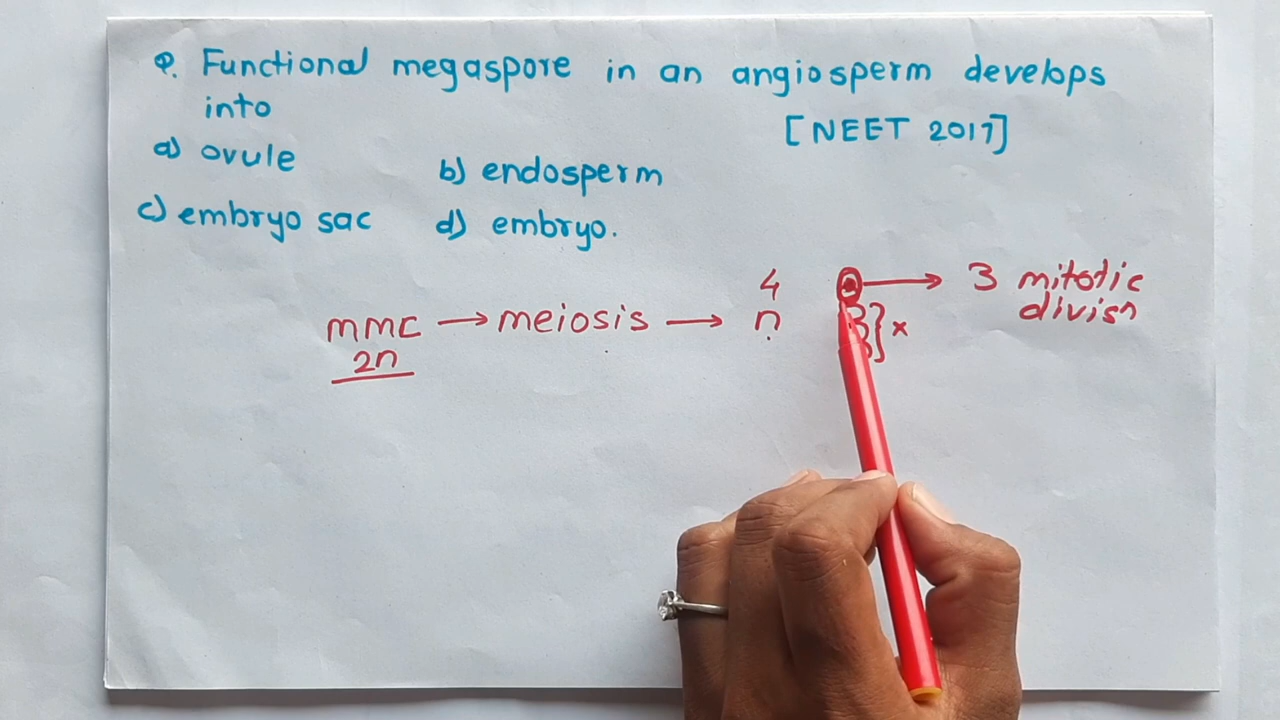 Q. Functional megaspore in an angiosperm develops
into
[NEET 2017]
a) ovule
b) endosperm
c) embryo sac
d) embryo.
4
3 mitotic
divisn
mmc → meiosis → n
} x
2n